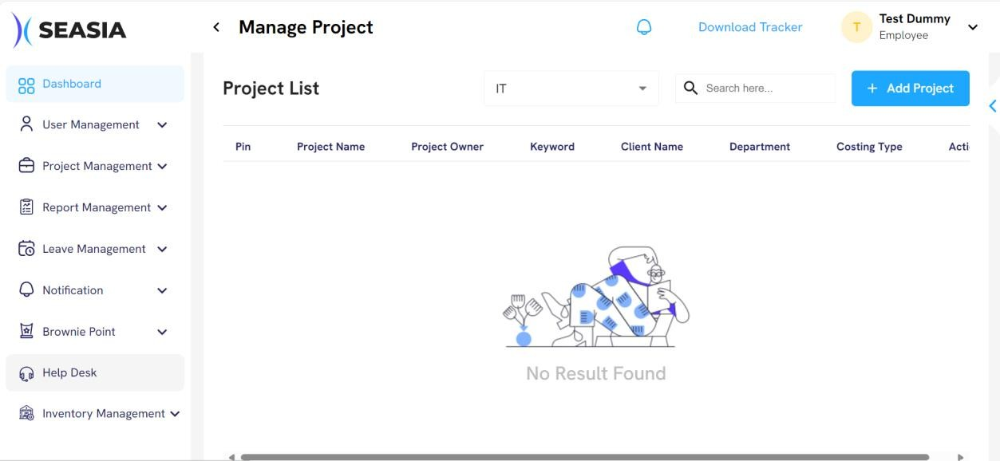 SEASIA
Manage Project
Download Tracker
T
Test Dummy
Employee
Dashboard
User Management
Project Management
Report Management
Leave Management
Notification
Brownie Point
Help Desk
Inventory Management
Project List
IT
Search here...
+ Add Project
Pin Project Name Project Owner Keyword Client Name Department Costing Type Acti
No Result Found